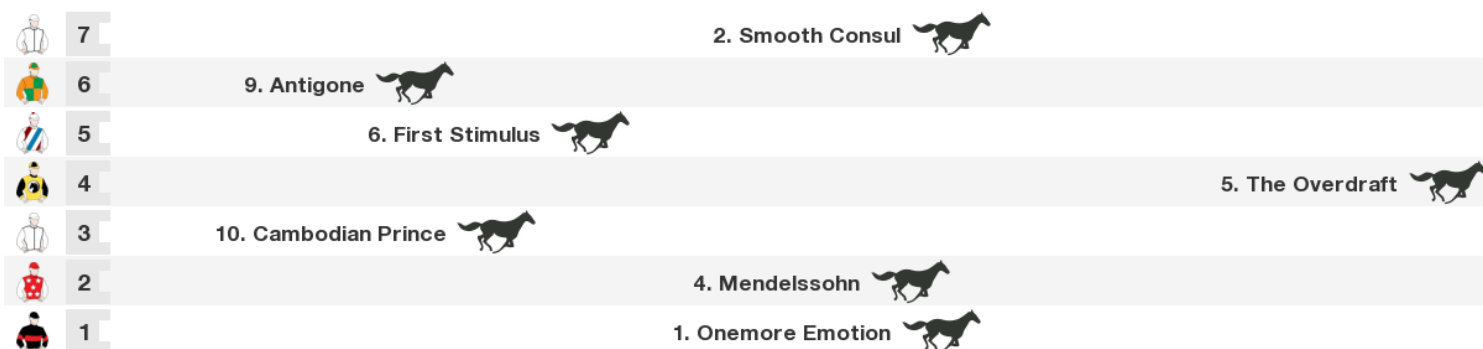 7 2. Smooth Consul
6 9. Antigone
5 6. First Stimulus
4 5. The Overdraft
3 10. Cambodian Prince
2 4. Mendelssohn
1 1. Onemore Emotion